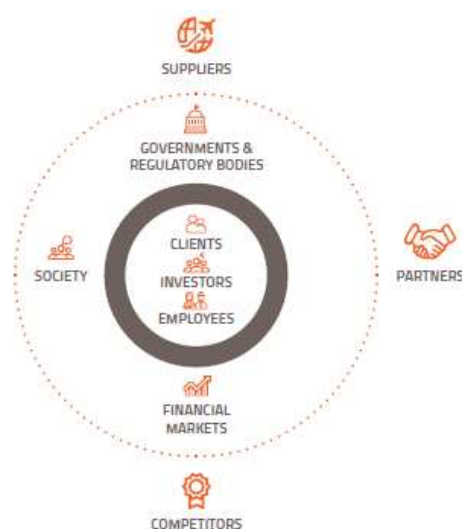 SUPPLIERS
GOVERNMENTS &
REGULATORY BODIES
CLIENTS
SOCIETY
INVESTORS
PARTNERS
EMPLOYEES
FINANCIAL
MARKETS
COMPETITORS